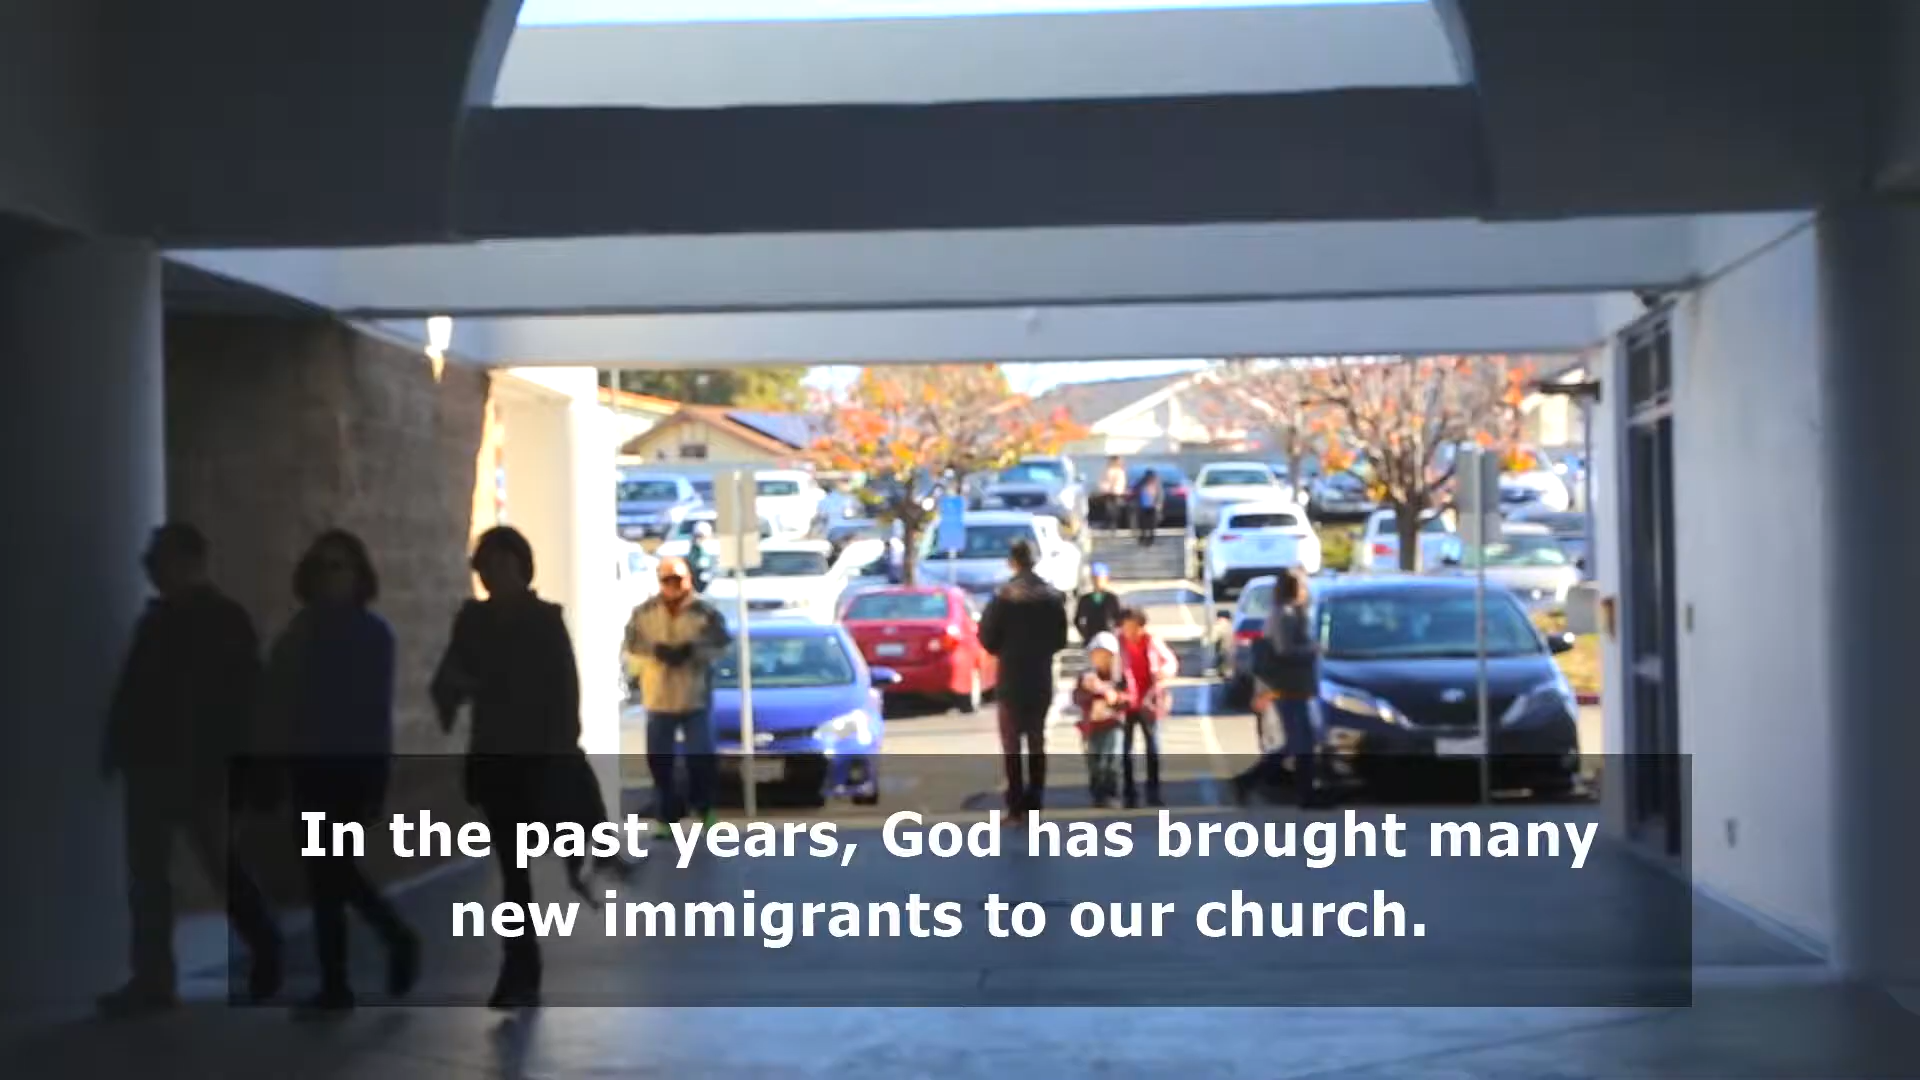 In the past years, God has brought many
new immigrants to our church.